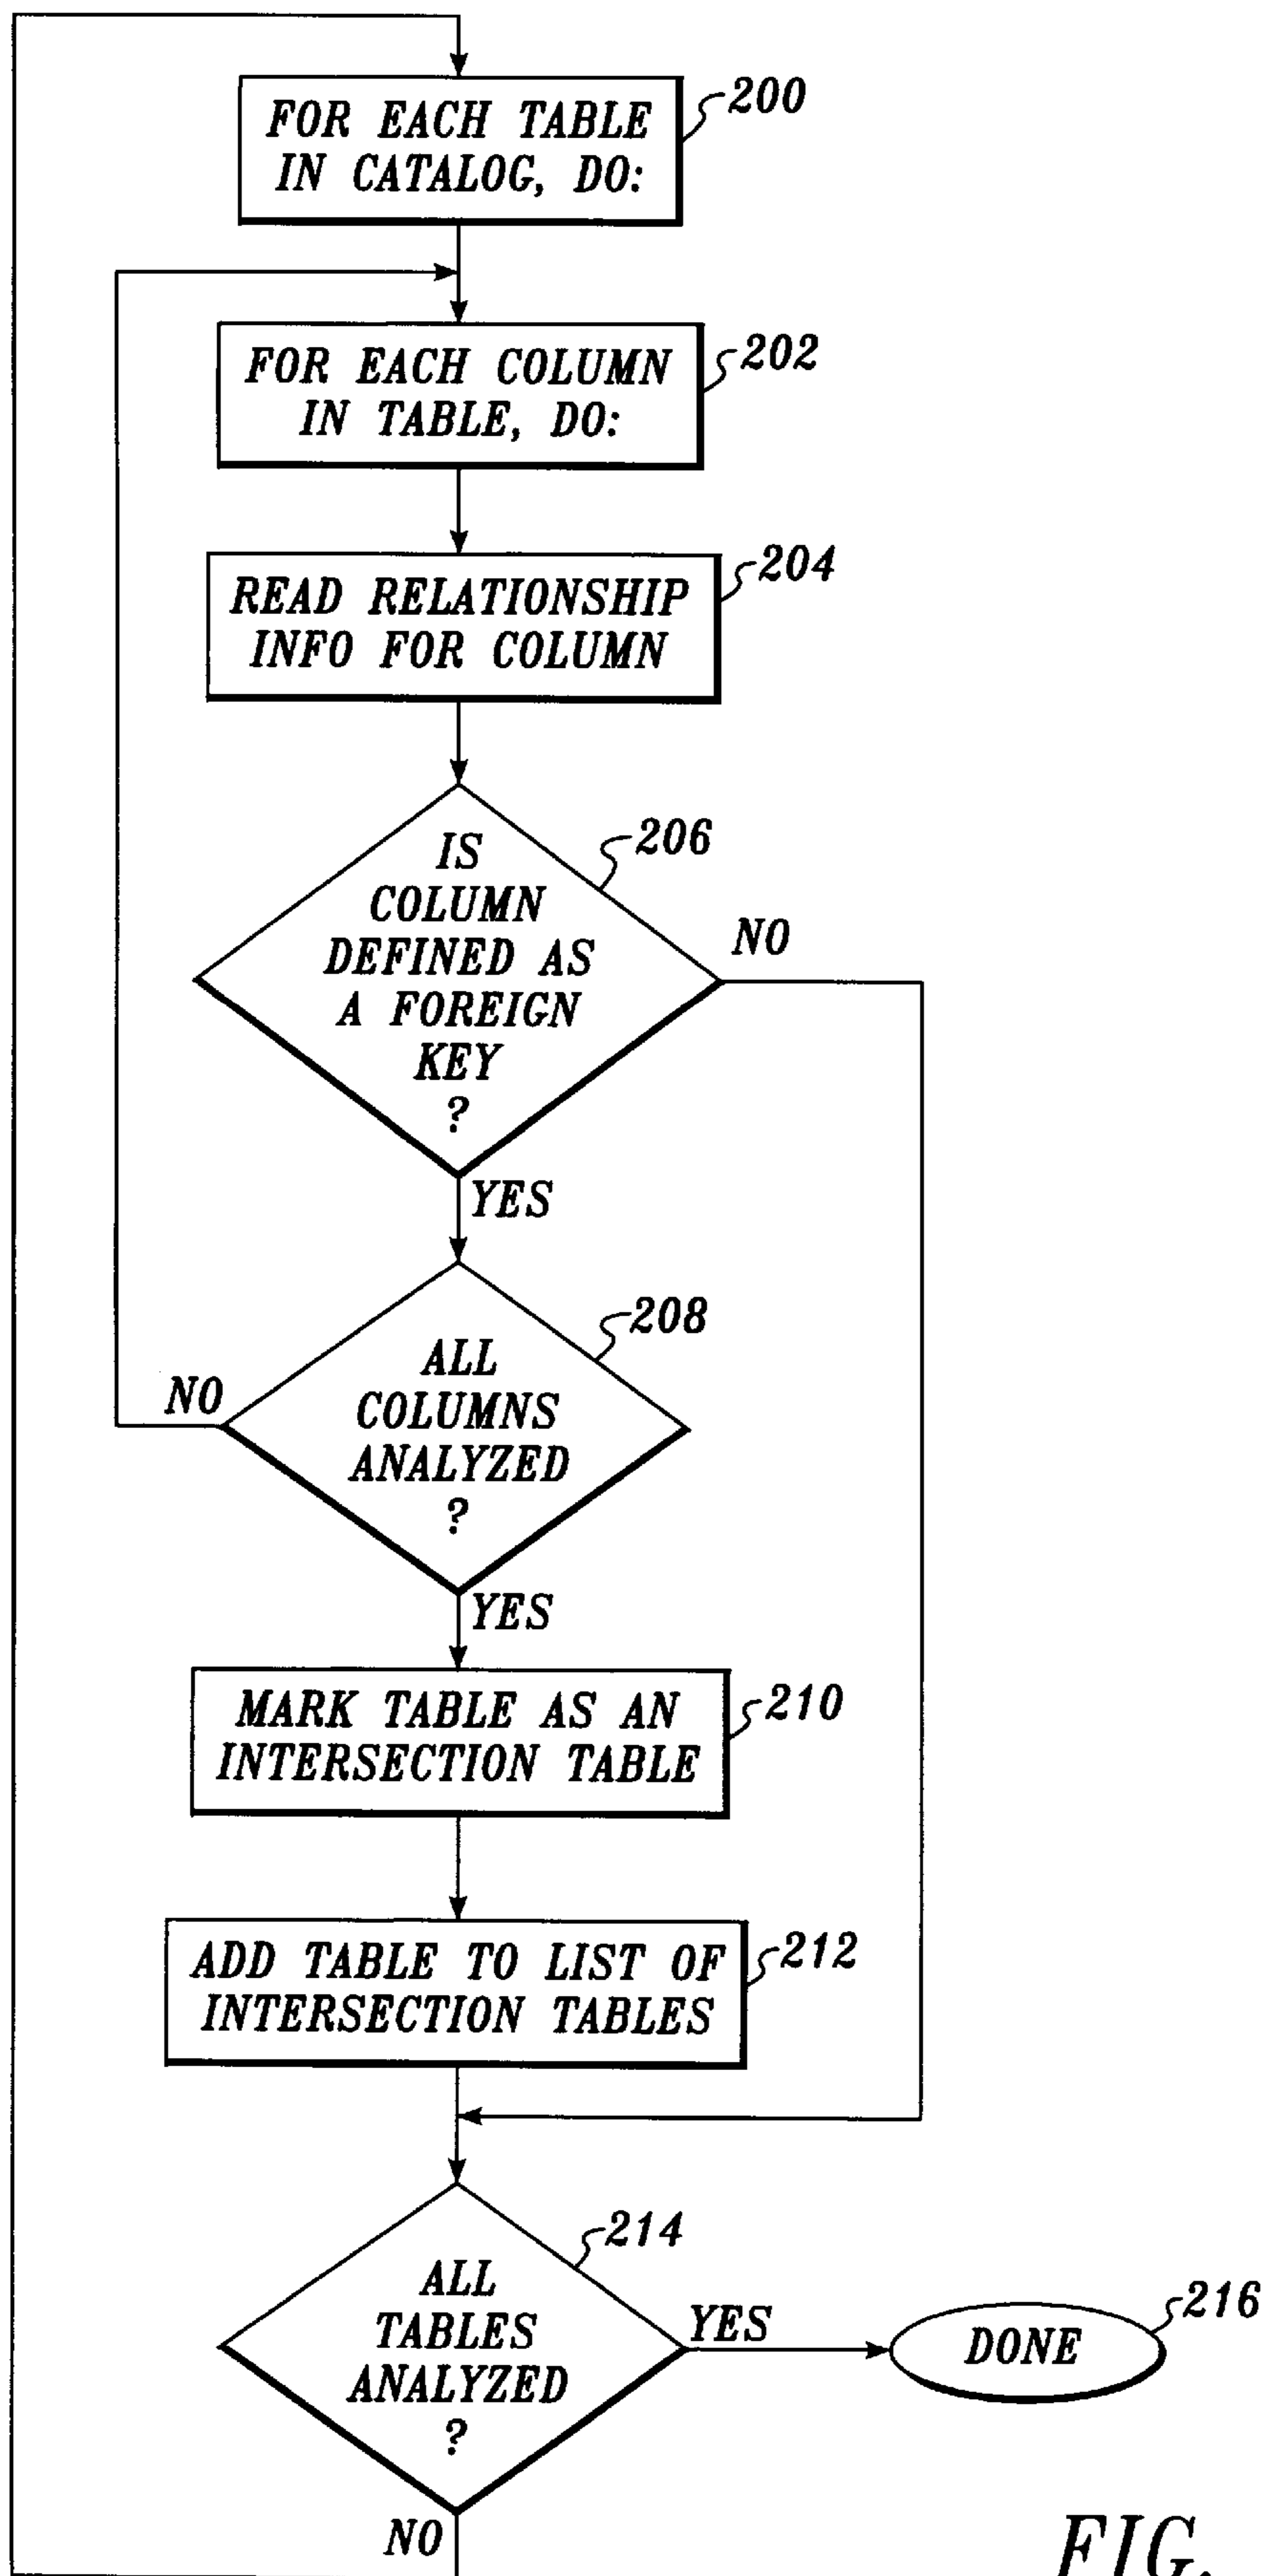 FOR EACH TABLE
IN CATALOG, DO:
200
FOR EACH COLUMN
IN TABLE, DO:
202
READ RELATIONSHIP
INFO FOR COLUMN
204
IS
COLUMN
DEFINED AS
A FOREIGN
KEY
?
206
NO
YES
ALL
COLUMNS
ANALYZED
?
208
NO
YES
MARK TABLE AS AN
INTERSECTION TABLE
210
ADD TABLE TO LIST OF
INTERSECTION TABLES
212
ALL
TABLES
ANALYZED
?
214
YES
DONE
216
NO
FIG.